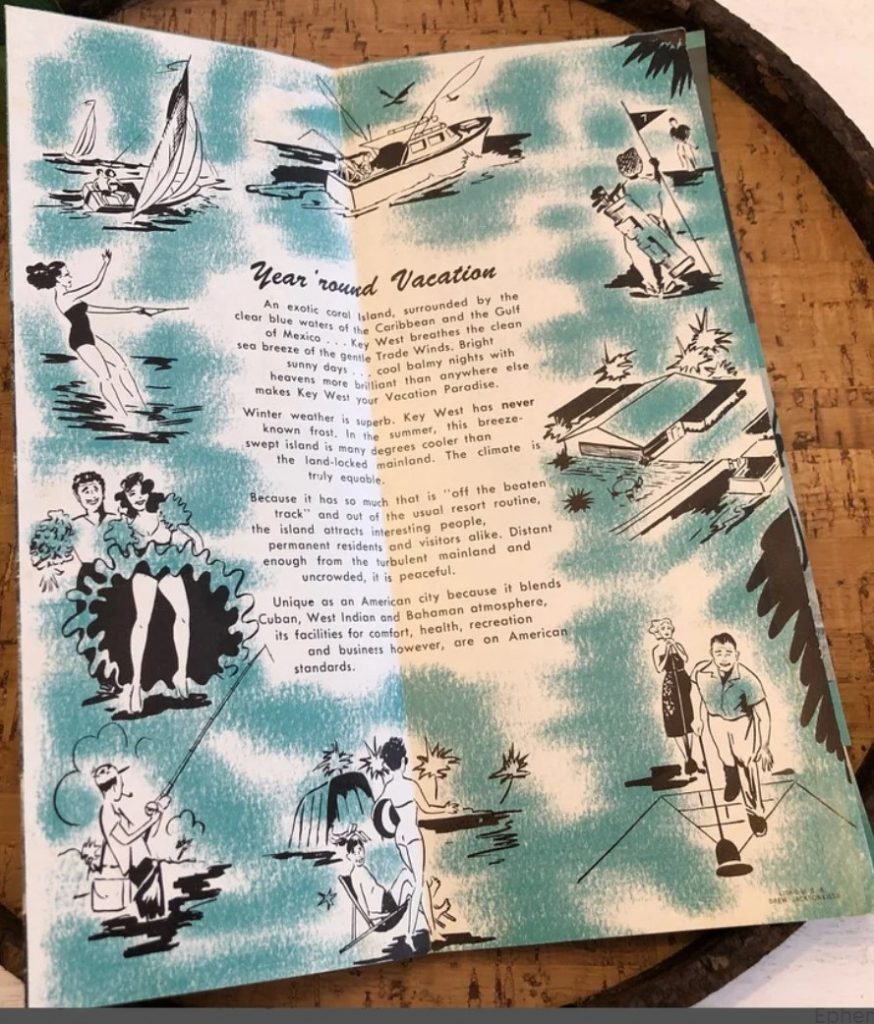 Year 'round Vacation
An exotic coral Island, surrounded by the
clear blue waters of the Caribbean and the Gulf
of Mexico . . . Key West breathes the clean
sea breeze of the gentle Trade Winds. Bright
sunny days . . . cool balmy nights with
heavens more brilliant than anywhere else
makes Key West your Vacation Paradise.
Winter weather is superb. Key West has never
known frost. In the summer, this breeze-
swept island is many degrees cooler than
the land-locked mainland. The climate is
truly equable.
Because it has so much that is "off the beaten
track" and out of the usual resort routine,
the island attracts interesting people,
permanent residents and visitors alike. Distant
enough from the turbulent mainland and
uncrowded, it is peaceful.
Unique as an American city because it blends
Cuban, West Indian and Bahaman atmosphere,
its facilities for comfort, health, recreation
and business however, are on American
standards.
7
DREW JACKSONVILLE
Ephe